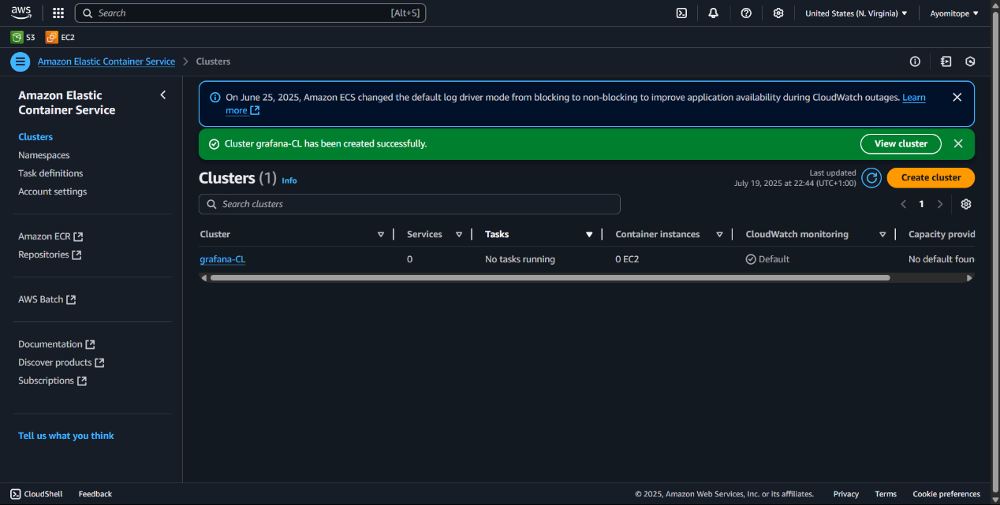 aws
Search [Alt+S]
United States (N. Virginia)
Ayomitope
S3
EC2
Amazon Elastic Container Service
Clusters
Amazon Elastic
Container Service
Clusters
Namespaces
Task definitions
Account settings
Amazon ECR
Repositories
AWS Batch
Documentation
Discover products
Subscriptions
Tell us what you think
On June 25, 2025, Amazon ECS changed the default log driver mode from blocking to non-blocking to improve application availability during CloudWatch outages. Learn
more
Cluster grafana-CL has been created successfully.
View cluster
Clusters (1) Info
Last updated
July 19, 2025 at 22:44 (UTC+1:00)
Create cluster
Search clusters
1
Cluster Services Tasks Container instances CloudWatch monitoring Capacity provid
grafana-CL 0 No tasks running 0 EC2 Default No default foun
CloudShell Feedback
© 2025, Amazon Web Services, Inc. or its affiliates. Privacy Terms Cookie preferences